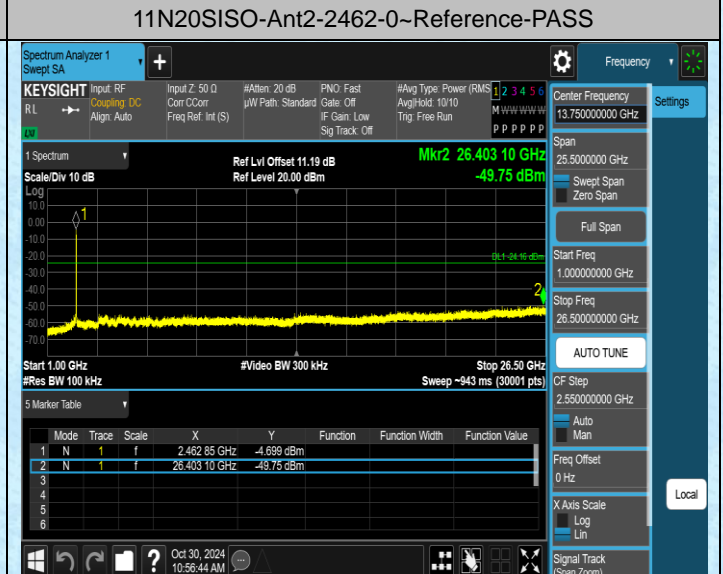 11N20SISO-Ant2-2462-0~Reference-PASS
Spectrum Analyzer 1
Swept SA
+
Frequency
KEYSIGHT
RL
Input: RF
Coupling: DC
Align: Auto
Input Z: 50 Ω
Corr CCorr
Freq Ref: Int (S)
#Atten: 20 dB
µW Path: Standard
PNO: Fast
Gate: Off
IF Gain: Low
Sig Track: Off
#Avg Type: Power (RMS
Avg|Hold: 10/10
Trig: Free Run
1 2 3 4 5 6
M W W W W W
P P P P P P
1 Spectrum
Scale/Div 10 dB
Log
Ref Lvl Offset 11.19 dB
Ref Level 20.00 dBm
Mkr2 26.403 10 GHz
-49.75 dBm
10.0
0.00
-10.0
-20.0
-30.0
-40.0
-50.0
-60.0
-70.0
1
DL1 -24.16 dBm
2
Start 1.00 GHz
#Res BW 100 kHz
#Video BW 300 kHz
Stop 26.50 GHz
Sweep ~943 ms (30001 pts)
5 Marker Table
Mode Trace Scale X Y Function Function Width Function Value
1 N 1 f 2.462 85 GHz -4.699 dBm
2 N 1 f 26.403 10 GHz -49.75 dBm
3
4
5
6
Oct 30, 2024
10:56:44 AM
Center Frequency
13.750000000 GHz
Settings
Span
25.5000000 GHz
Swept Span
Zero Span
Full Span
Start Freq
1.000000000 GHz
Stop Freq
26.500000000 GHz
AUTO TUNE
CF Step
2.550000000 GHz
Auto
Man
Freq Offset
0 Hz
X Axis Scale
Log
Lin
Local
Signal Track
(Span Zoom)